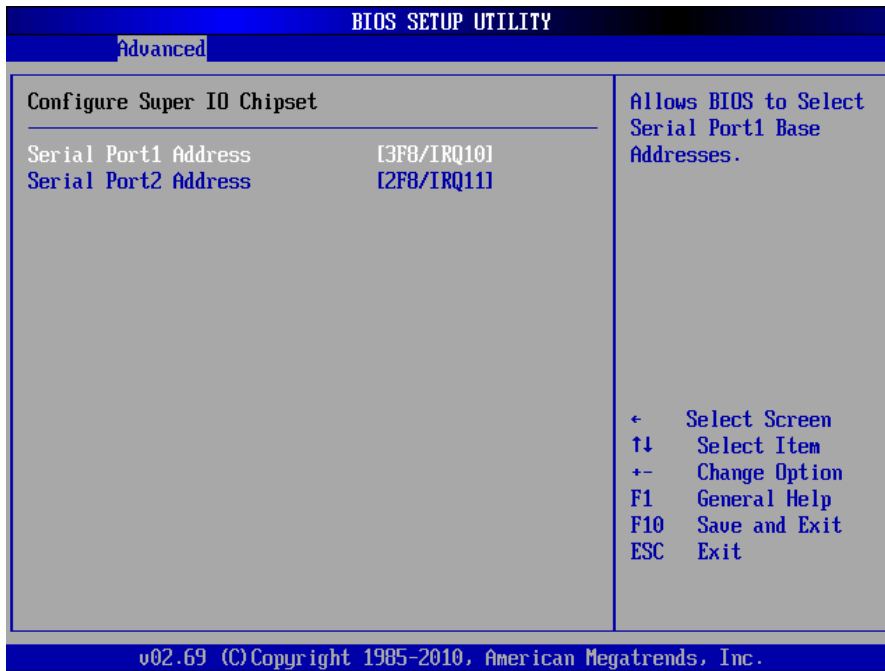 BIOS SETUP UTILITY
Advanced
Configure Super IO Chipset
Serial Port1 Address [3F8/IRQ10]
Serial Port2 Address [2F8/IRQ11]
Allows BIOS to Select
Serial Port1 Base
Addresses.
← Select Screen
↑↓ Select Item
+- Change Option
F1 General Help
F10 Save and Exit
ESC Exit
v02.69 (C)Copyright 1985-2010, American Megatrends, Inc.